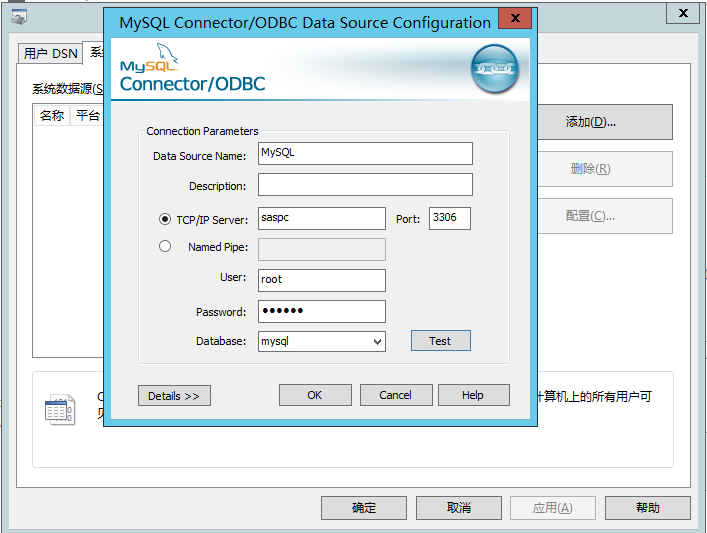 MySQL Connector/ODBC Data Source Configuration
x
X
用户 DSN
系
MySQL
Connector/ODBC
系统数据源(S
名称
平台
Connection Parameters
Data Source Name:
MySQL
Description:
TCP/IP Server:
saspc
Port:
3306
Named Pipe:
User:
root
Password:
••••••
Database:
mysql
Test
Details >>
OK
Cancel
Help
添加(D)...
删除(R)
配置(C)...
计算机上的所有用户可
见
确定
取消
应用(A)
帮助